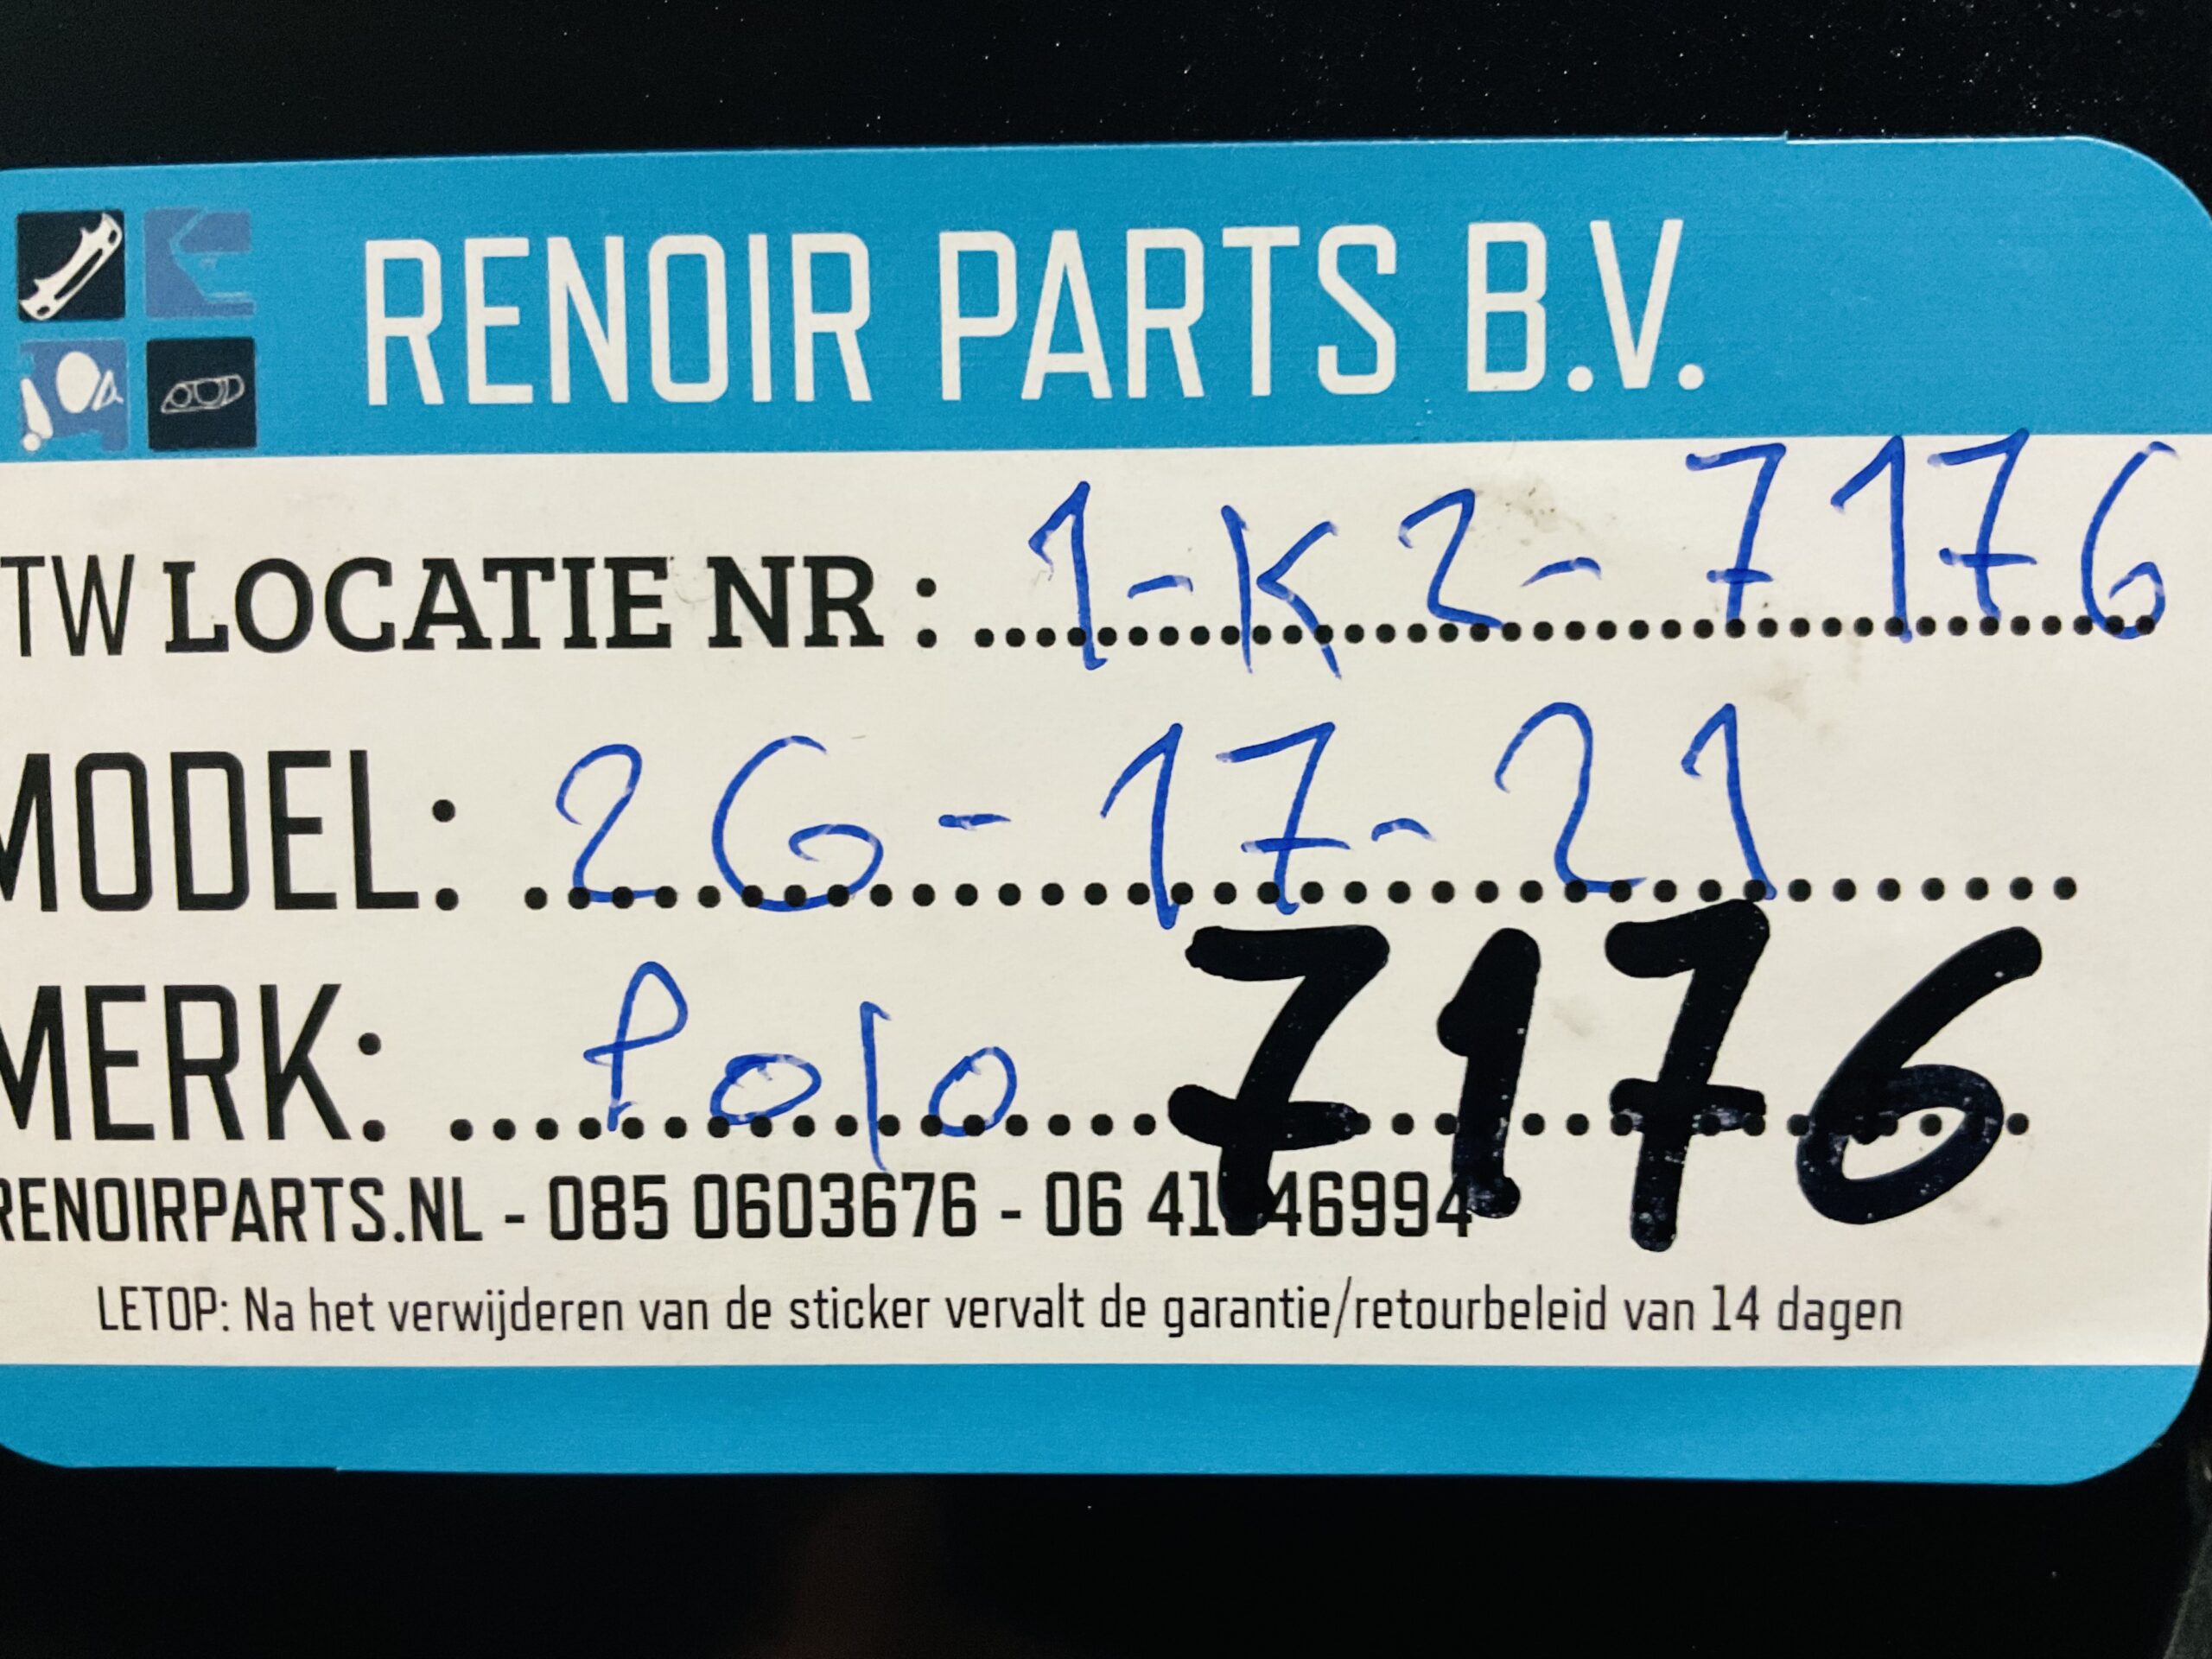 RENOIR PARTS B.V.
TW LOCATIE NR : 1-K2-7176
MODEL: 2G-17-21
MERK: Polo 7176
RENOIRPARTS.NL - 085 0603676 - 06 41 46994
LETOP: Na het verwijderen van de sticker vervalt de garantie/retourbeleid van 14 dagen